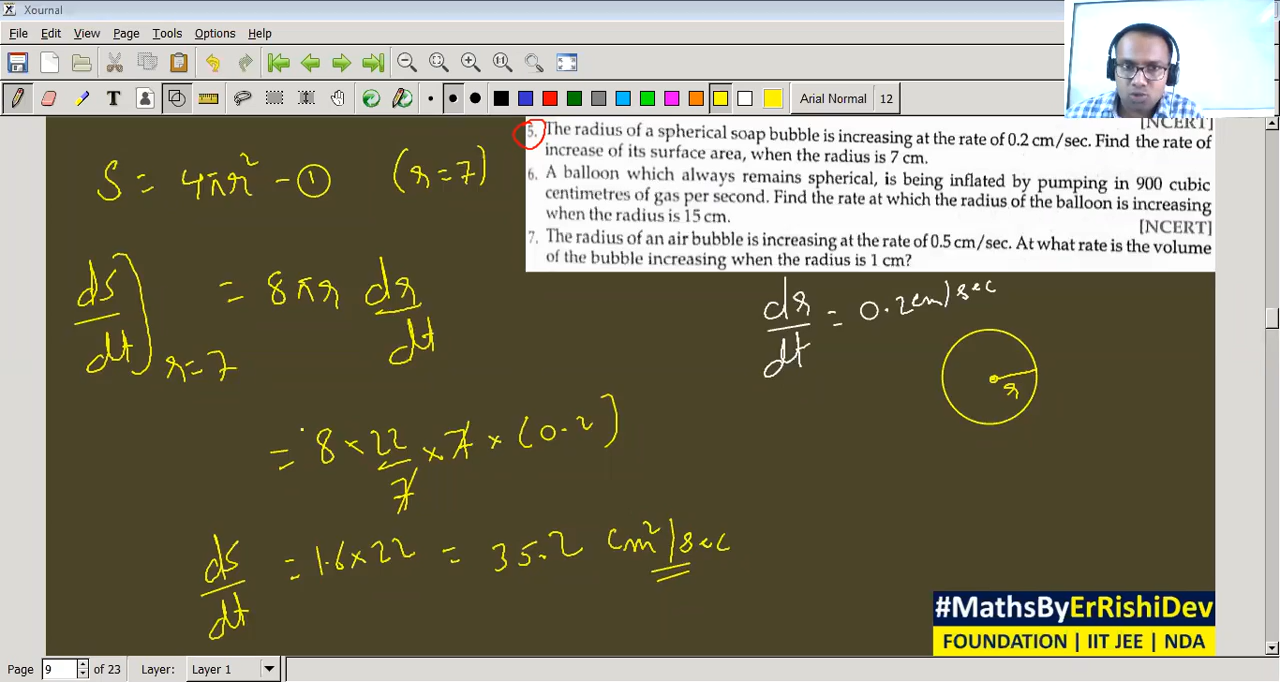 Xournal
File Edit View Page Tools Options Help
Arial Normal 12
[NCERT]
5. The radius of a spherical soap bubble is increasing at the rate of 0.2 cm/sec. Find the rate of
increase of its surface area, when the radius is 7 cm.
6. A balloon which always remains spherical, is being inflated by pumping in 900 cubic
centimetres of gas per second. Find the rate at which the radius of the balloon is increasing
when the radius is 15 cm. [NCERT]
7. The radius of an air bubble is increasing at the rate of 0.5 cm/sec. At what rate is the volume
of the bubble increasing when the radius is 1 cm?
S = 4πr² - ① (r=7)
ds/dt)r=7 = 8πr dr/dt
dr/dt = 0.2cm/sec
r
= 8 × 22/7 × 7 × (0.2)
ds/dt = 1.6×22 = 35.2 cm²/sec
#MathsByErRishiDev
FOUNDATION | IIT JEE | NDA
Page 9 of 23 Layer: Layer 1